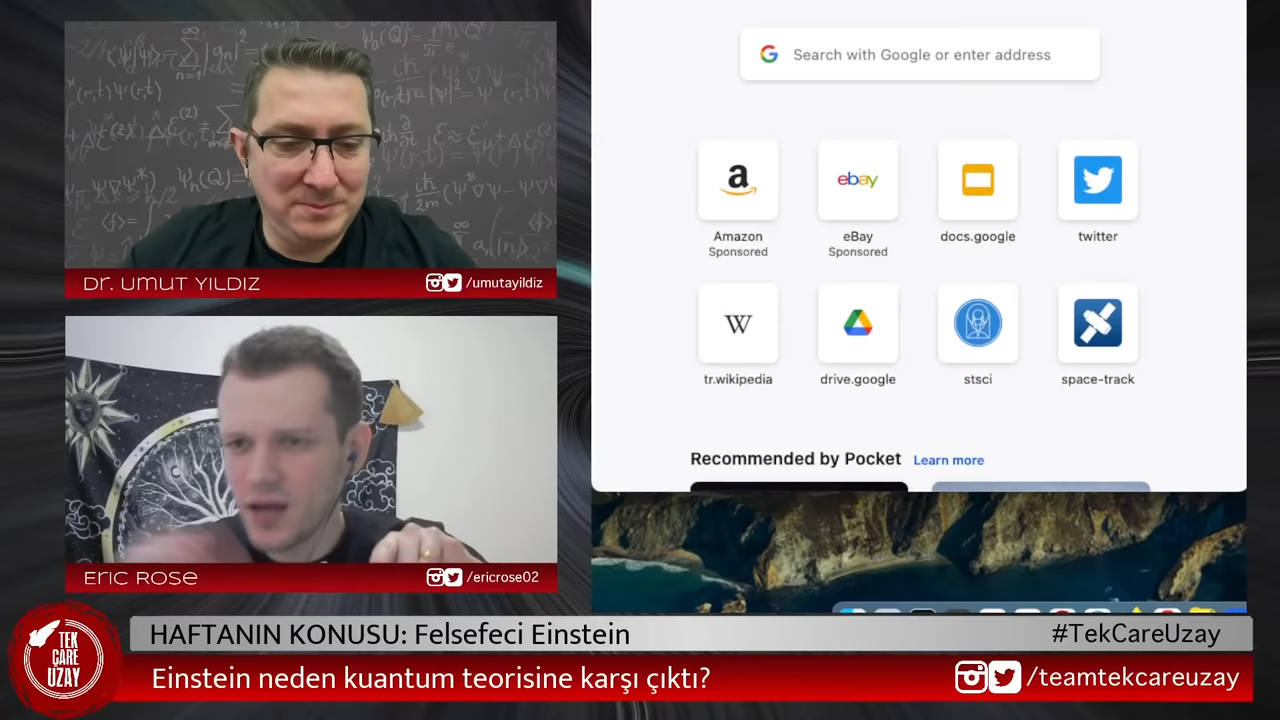 DR. UMUT YILDIZ
/umutayildiz
ERIC ROSE
/ericrose02
Search with Google or enter address
a
ebay
Amazon
Sponsored
eBay
Sponsored
docs.google
twitter
W
tr.wikipedia
drive.google
stsci
space-track
Recommended by Pocket
Learn more
TEK
ÇARE
UZAY
HAFTANIN KONUSU: Felsefeci Einstein
#TekCareUzay
Einstein neden kuantum teorisine karşı çıktı?
/teamtekcareuzay